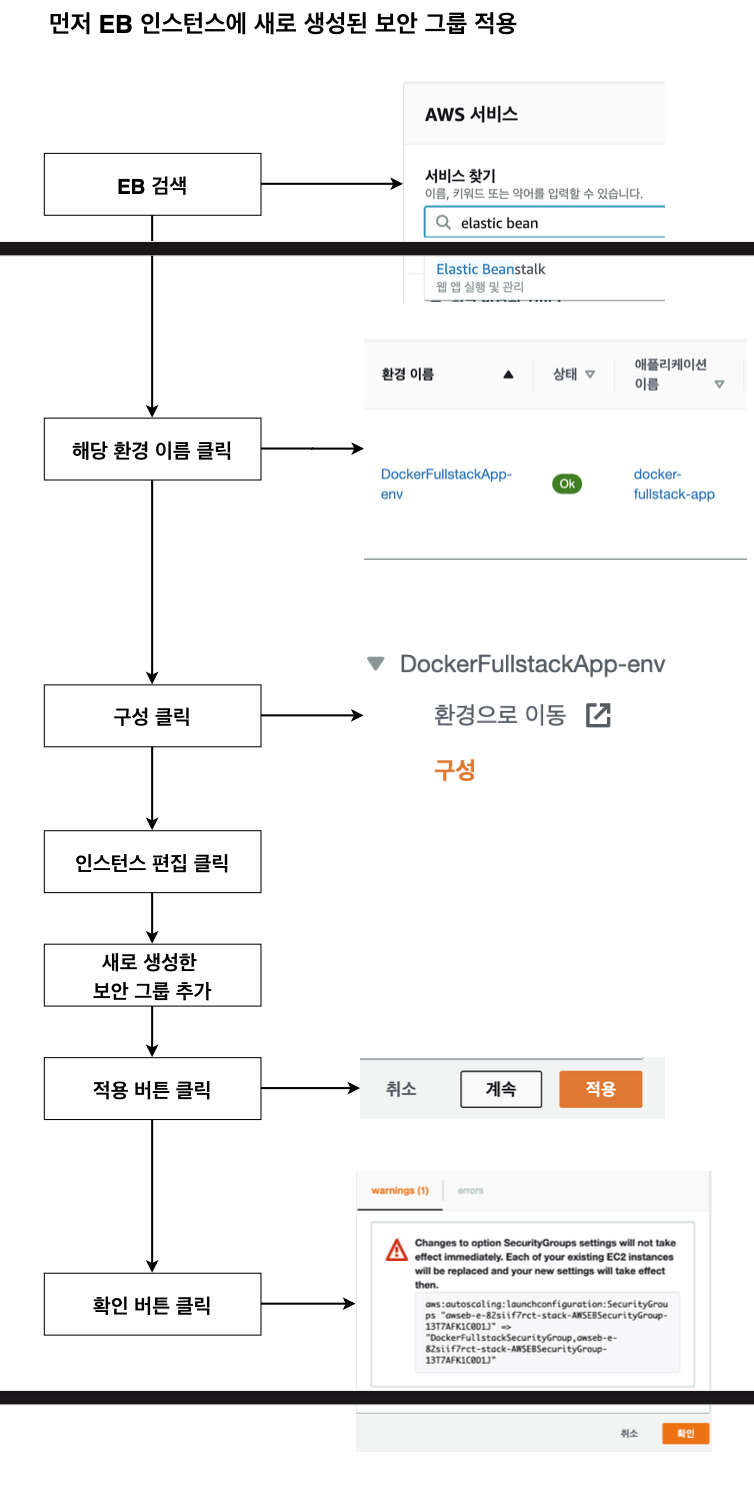 먼저 EB 인스턴스에 새로 생성된 보안 그룹 적용
EB 검색
AWS 서비스
서비스 찾기
이름, 키워드 또는 약어를 입력할 수 있습니다.
elastic bean
Elastic Beanstalk
웹 앱 실행 및 관리
해당 환경 이름 클릭
환경 이름
상태
애플리케이션
이름
DockerFullstackApp-
env
Ok
docker-
fullstack-app
구성 클릭
DockerFullstackApp-env
환경으로 이동
구성
인스턴스 편집 클릭
새로 생성한
보안 그룹 추가
적용 버튼 클릭
취소
계속
적용
확인 버튼 클릭
warnings (1)
errors
Changes to option SecurityGroups settings will not take
effect immediately. Each of your existing EC2 instances
will be replaced and your new settings will take effect
then.
aws:autoscaling:launchconfiguration:SecurityGrou
ps "awseb-e-82siif7rct-stack-AWSEBSecurityGroup-
13T7AFK1C0D1J" =>
"DockerFullstackSecurityGroup,awseb-e-
82siif7rct-stack-AWSEBSecurityGroup-
13T7AFK1C0D1J"
취소
확인